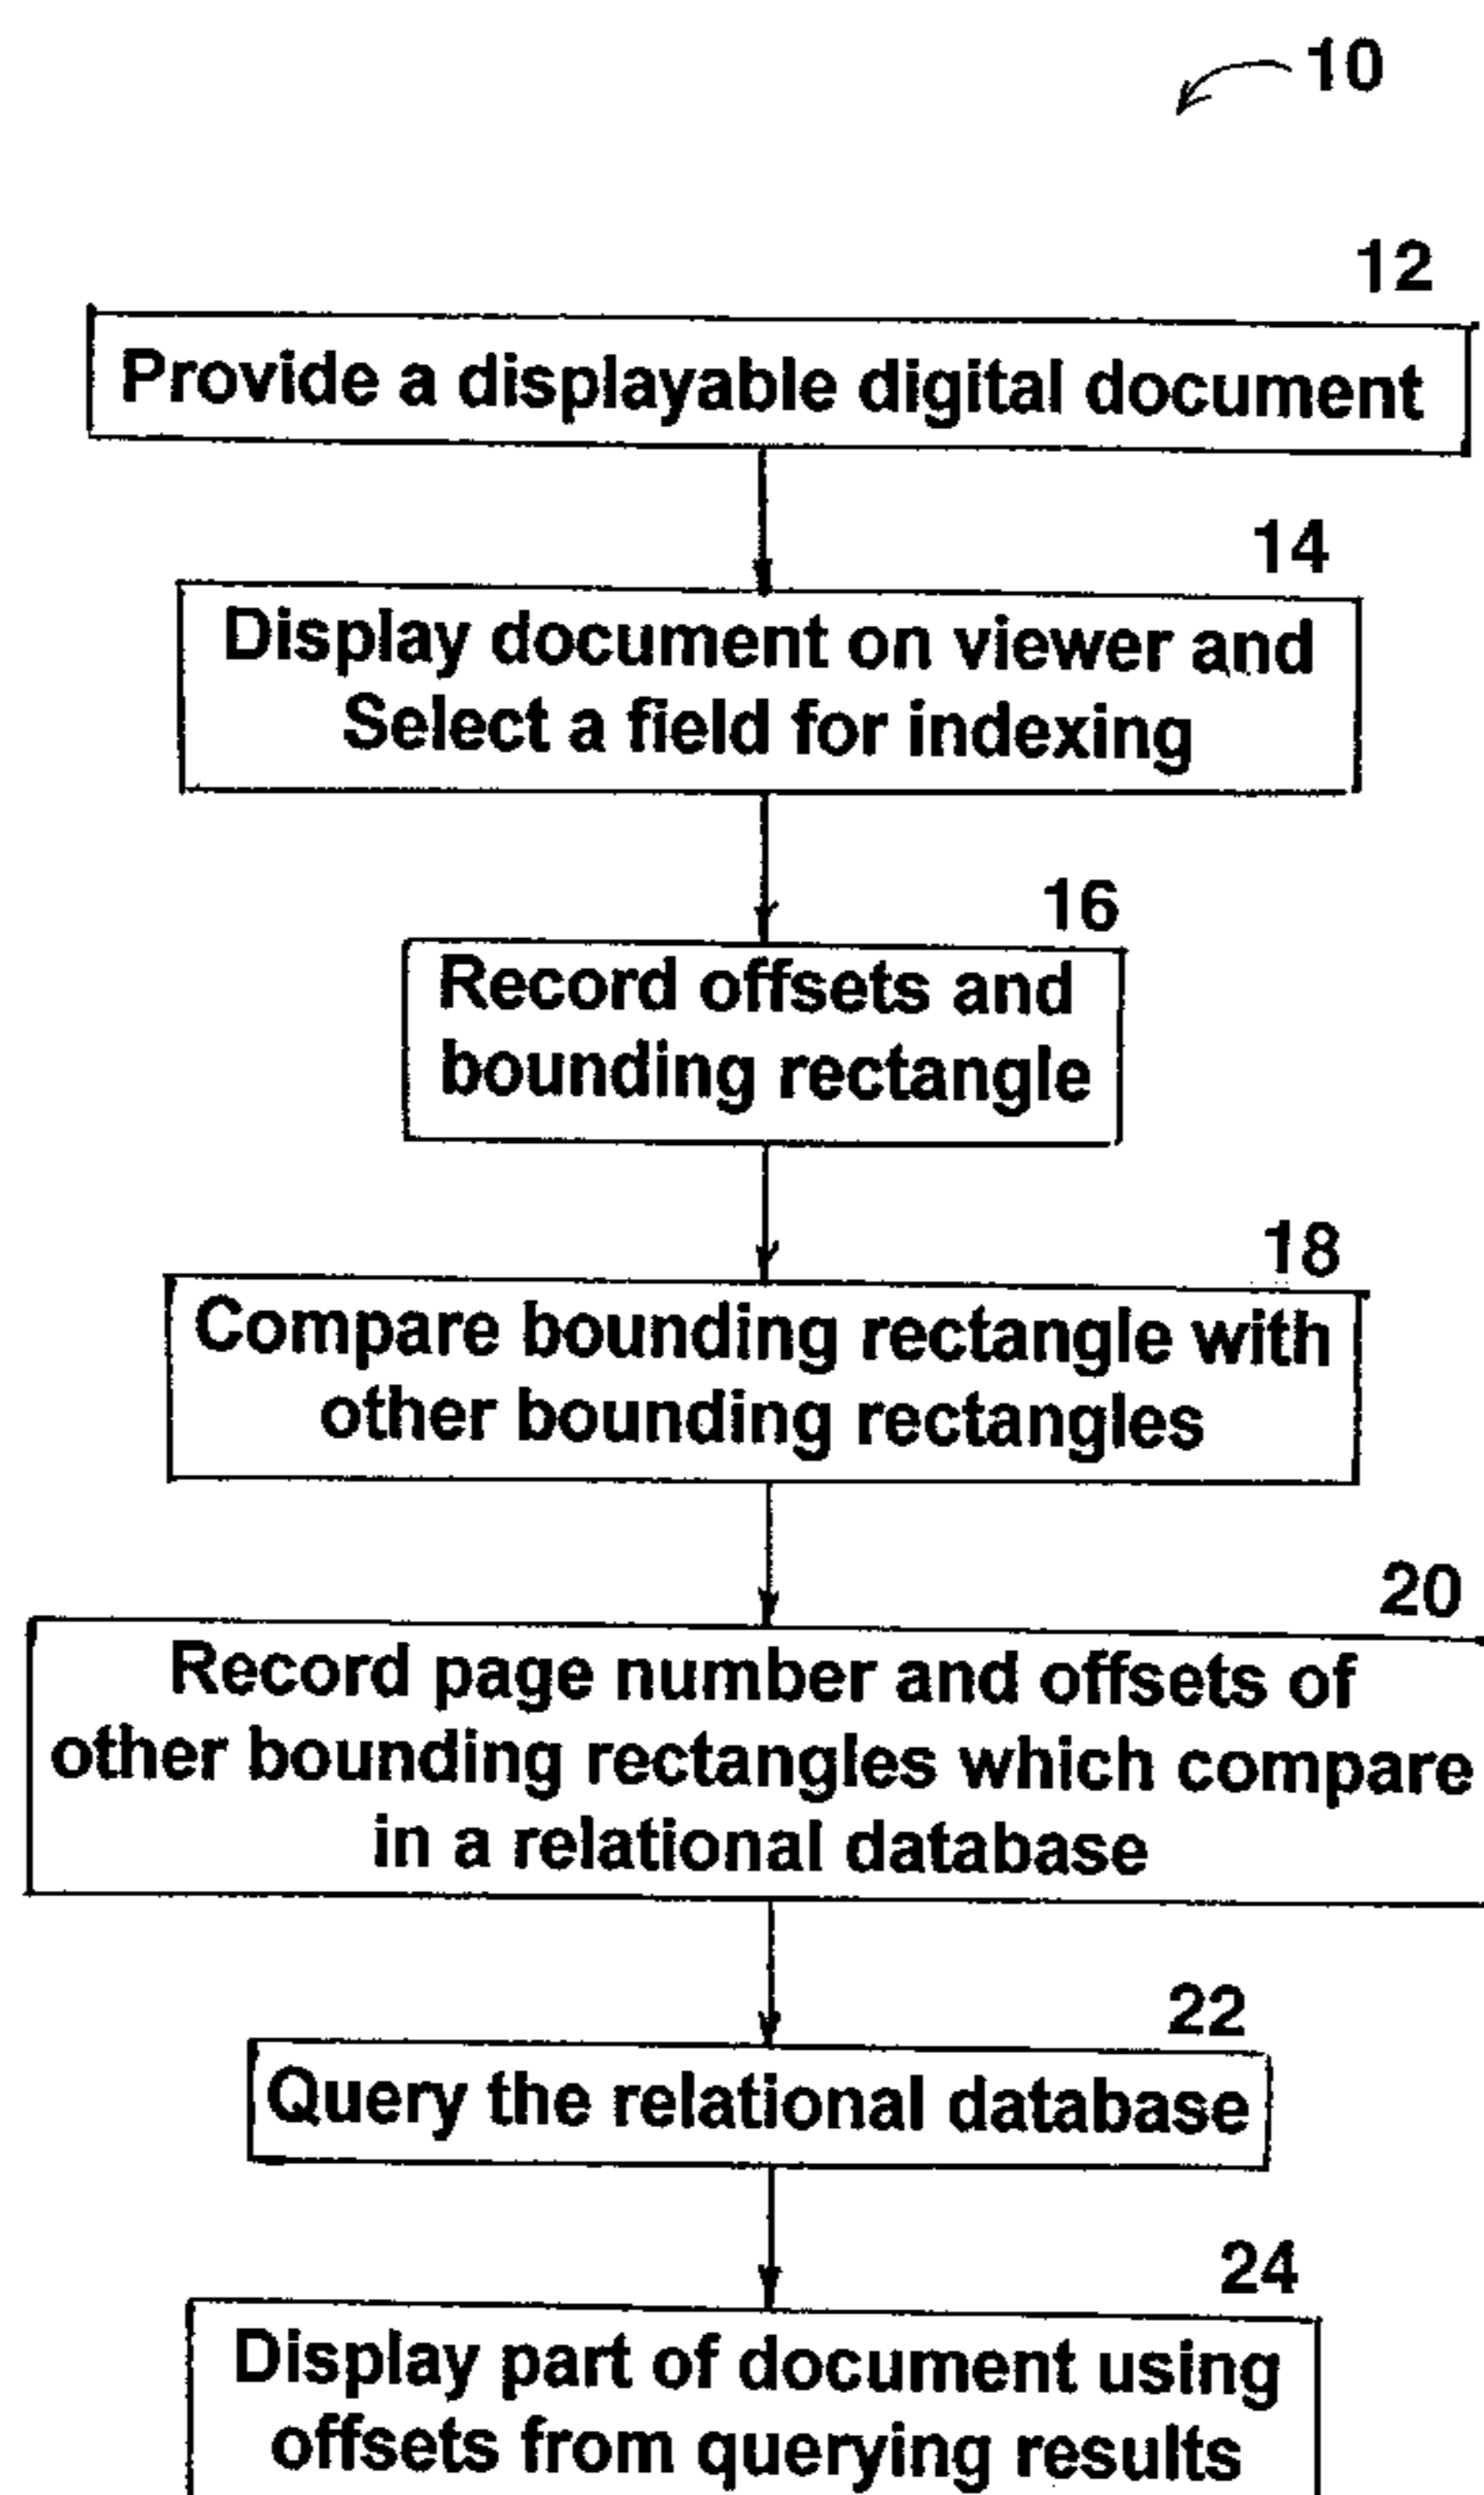 10
12
Provide a displayable digital document
14
Display document on viewer and
Select a field for indexing
16
Record offsets and
bounding rectangle
18
Compare bounding rectangle with
other bounding rectangles
20
Record page number and offsets of
other bounding rectangles which compare
in a relational database
22
Query the relational database
24
Display part of document using
offsets from querying results